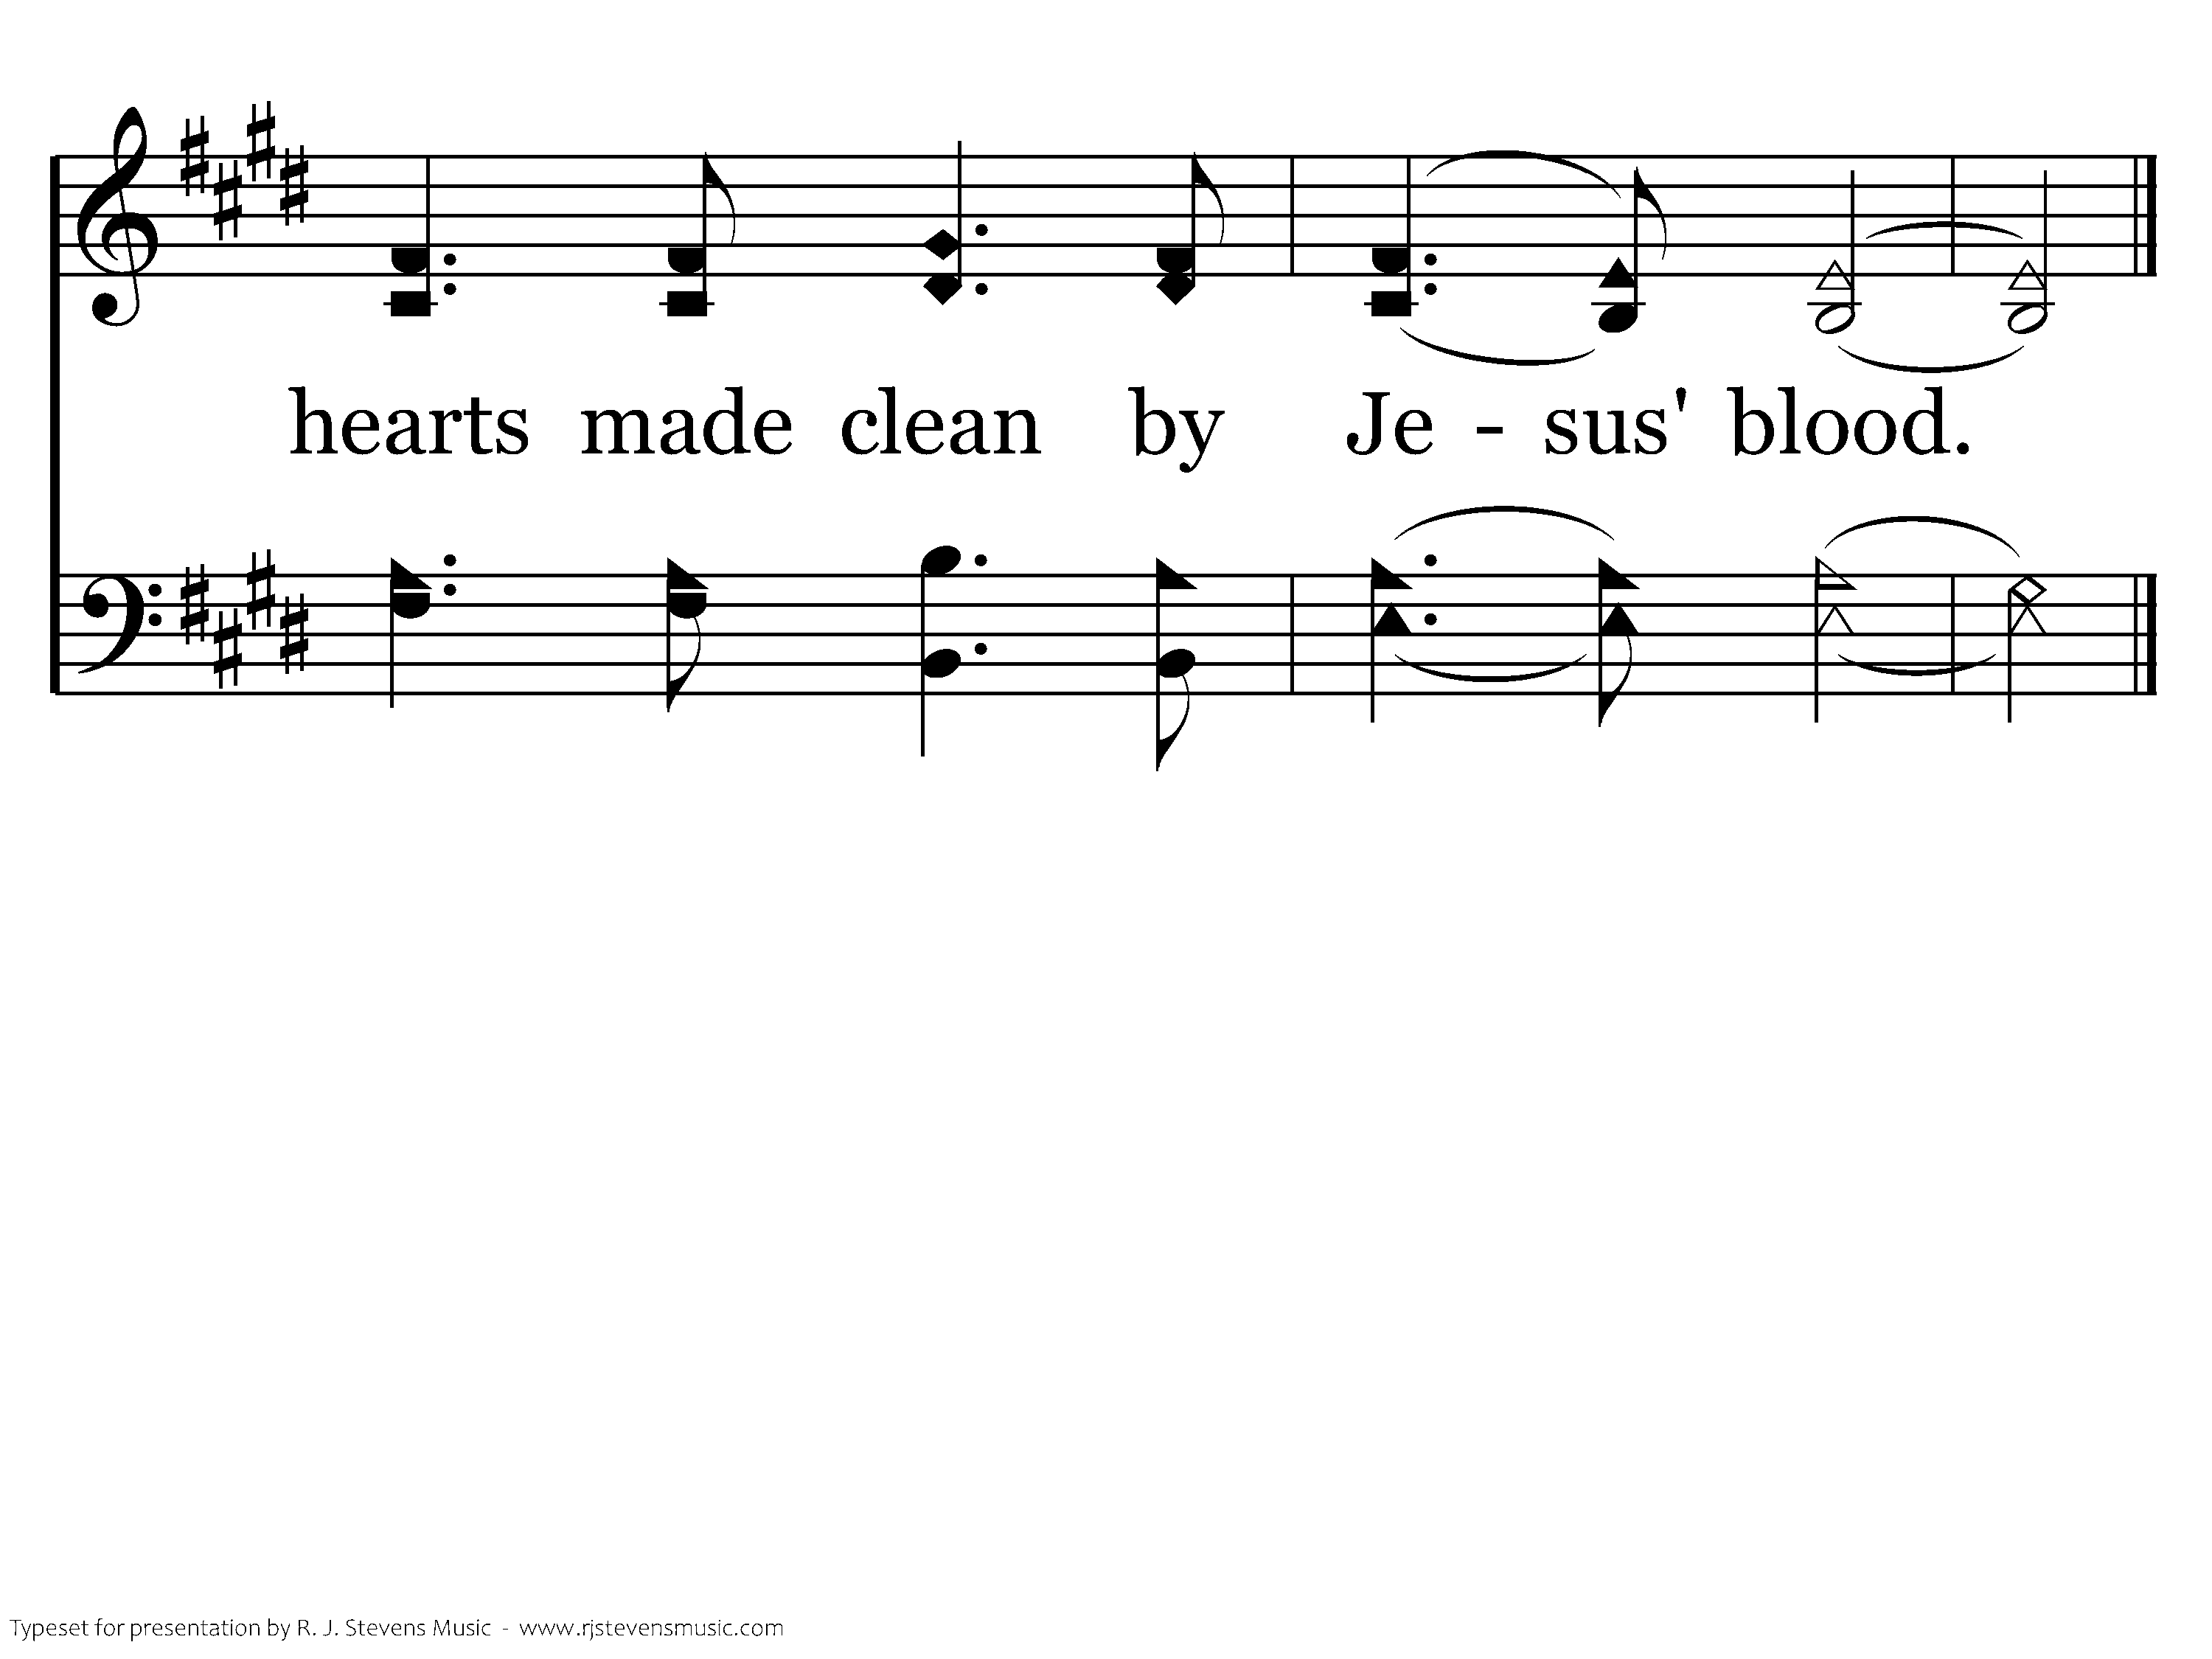 hearts made clean by Je - sus' blood.
Typeset for presentation by R. J. Stevens Music - www.rjstevensmusic.com